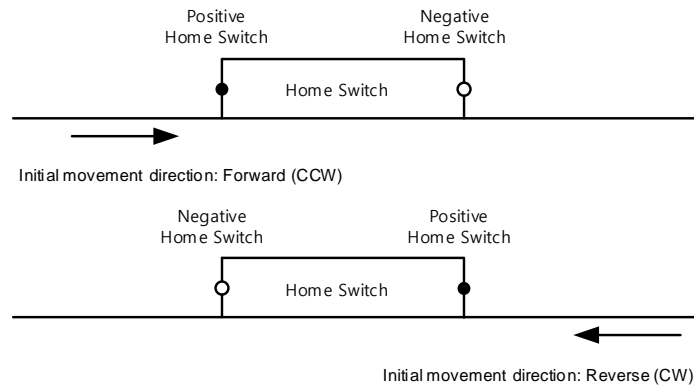 Positive
Home Switch
Negative
Home Switch
Home Switch
Initial movement direction: Forward (CCW)
Negative
Home Switch
Positive
Home Switch
Home Switch
Initial movement direction: Reverse (CW)